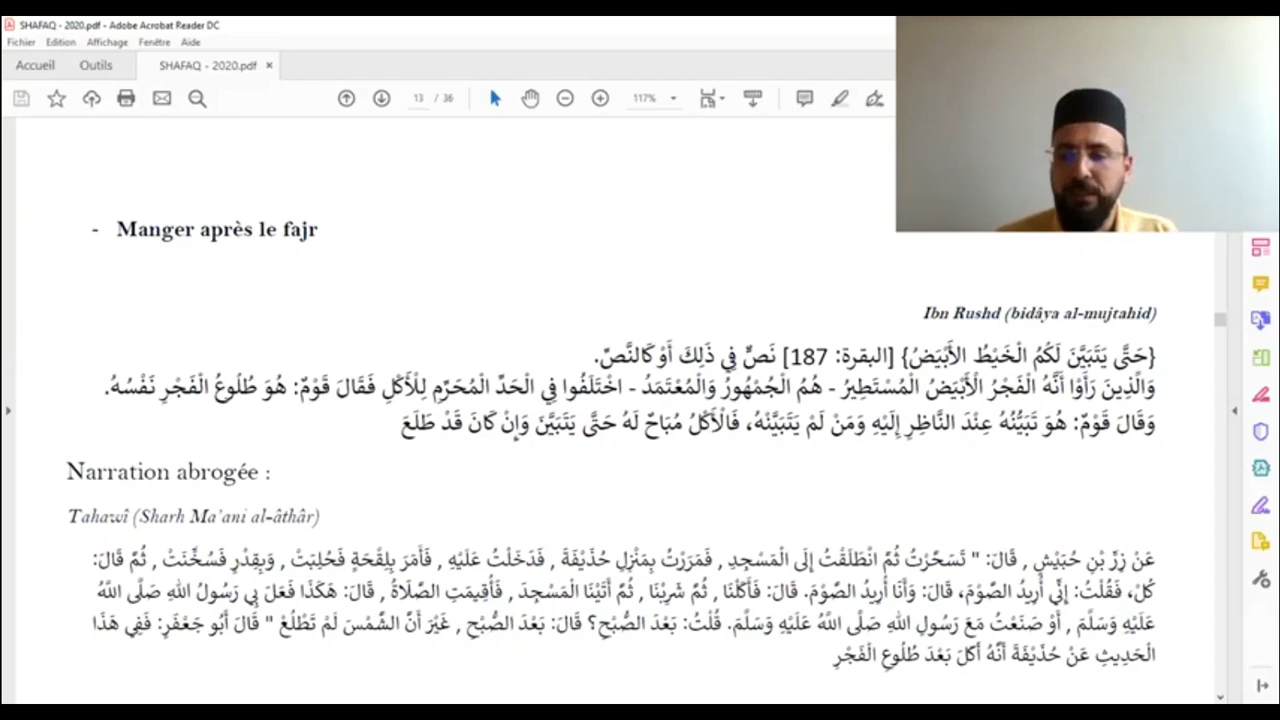 SHAFAQ - 2020.pdf - Adobe Acrobat Reader DC
Fichier Edition Affichage Fenêtre Aide
Accueil Outils SHAFAQ - 2020.pdf ×
13 / 36 117%
- Manger après le fajr
Ibn Rushd (bidâya al-mujtahid)
{حَتَّى يَتَبَيَّنَ لَكُمُ الْخَيْطُ الأَبْيَضُ} [البقرة: 187] نَصٌّ فِي ذَلِكَ أَوْ كَالنَّصِّ.
وَالَّذِينَ رَأَوْا أَنَّهُ الْفَجْرُ الْأَبْيَضُ الْمُسْتَطِيرُ - هُمُ الْجُمْهُورُ وَالْمُعْتَمَدُ - اخْتَلَفُوا فِي الْحَدِّ الْمُحَرِّمِ لِلْأَكْلِ فَقَالَ قَوْمٌ: هُوَ طُلُوعُ الْفَجْرِ نَفْسُهُ.
وَقَالَ قَوْمٌ: هُوَ تَبَيُّنُهُ عِنْدَ النَّاظِرِ إِلَيْهِ وَمَنْ لَمْ يَتَبَيَّنْهُ، فَالْأَكْلُ مُبَاحٌ لَهُ حَتَّى يَتَبَيَّنَ وَإِنْ كَانَ قَدْ طَلَعَ
Narration abrogée :
Tahawî (Sharh Ma'ani al-âthâr)
عَنْ زِرِّ بْنِ حُبَيْشٍ , قَالَ: " تَسَحَّرْتُ ثُمَّ انْطَلَقْتُ إِلَى الْمَسْجِدِ , فَمَرَرْتُ بِمَنْزِلِ حُذَيْفَةَ , فَدَخَلْتُ عَلَيْهِ , فَأَمَرَ بِلِقْحَةٍ فَحُلِبَتْ , وَبِقِدْرٍ فَسُخِّنَتْ , ثُمَّ قَالَ:
كُلْ، فَقُلْتُ: إِنِّي أُرِيدُ الصَّوْمَ، قَالَ: وَأَنَا أُرِيدُ الصَّوْمَ. قَالَ: فَأَكَلْنَا , ثُمَّ شَرِبْنَا , ثُمَّ أَتَيْنَا الْمَسْجِدَ , فَأُقِيمَتِ الصَّلَاةُ , قَالَ: هَكَذَا فَعَلَ بِي رَسُولُ اللهِ صَلَّى اللهُ
عَلَيْهِ وَسَلَّمَ , أَوْ صَنَعْتُ مَعَ رَسُولِ اللهِ صَلَّى اللهُ عَلَيْهِ وَسَلَّمَ. قُلْتُ: بَعْدَ الصُّبْحِ؟ قَالَ: بَعْدَ الصُّبْحِ , غَيْرَ أَنَّ الشَّمْسَ لَمْ تَطْلُعْ " قَالَ أَبُو جَعْفَرٍ: فَفِي هَذَا
الْحَدِيثِ عَنْ حُذَيْفَةَ أَنَّهُ أَكَلَ بَعْدَ طُلُوعِ الْفَجْرِ